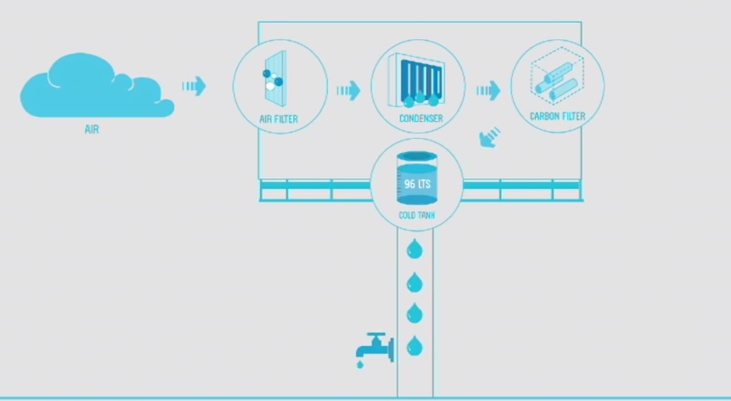 AIR
AIR FILTER
CONDENSER
CARBON FILTER
96 LTS
COLD TANK